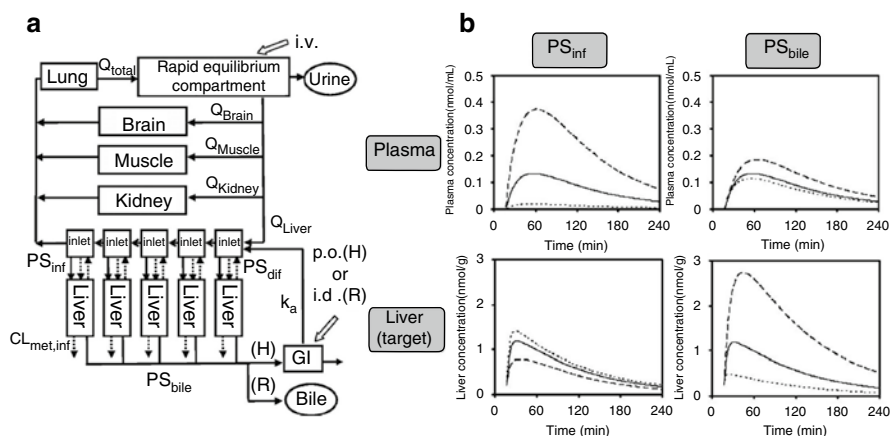 a
i.v.
Lung
Q_total
Rapid equilibrium
compartment
Urine
Q_Brain
Brain
Q_Muscle
Muscle
Q_Kidney
Kidney
Q_Liver
inlet inlet inlet inlet inlet
PS_inf
PS_dif
p.o.(H)
or
i.d .(R)
k_a
Liver Liver Liver Liver Liver
CL_met,inf
(H)
GI
PS_bile
(R)
Bile
b
PS_inf
PS_bile
Plasma
Plasma concentration(nmol/mL)
0.5
0.4
0.3
0.2
0.1
0
0 60 120 180 240
Time (min)
Plasma concentration(nmol/mL)
0.5
0.4
0.3
0.2
0.1
0
0 60 120 180 240
Time (min)
Liver
(target)
Liver concentration(nmol/g)
3
2
1
0
0 60 120 180 240
Time (min)
Liver concentration(nmol/g)
3
2
1
0
0 60 120 180 240
Time (min)